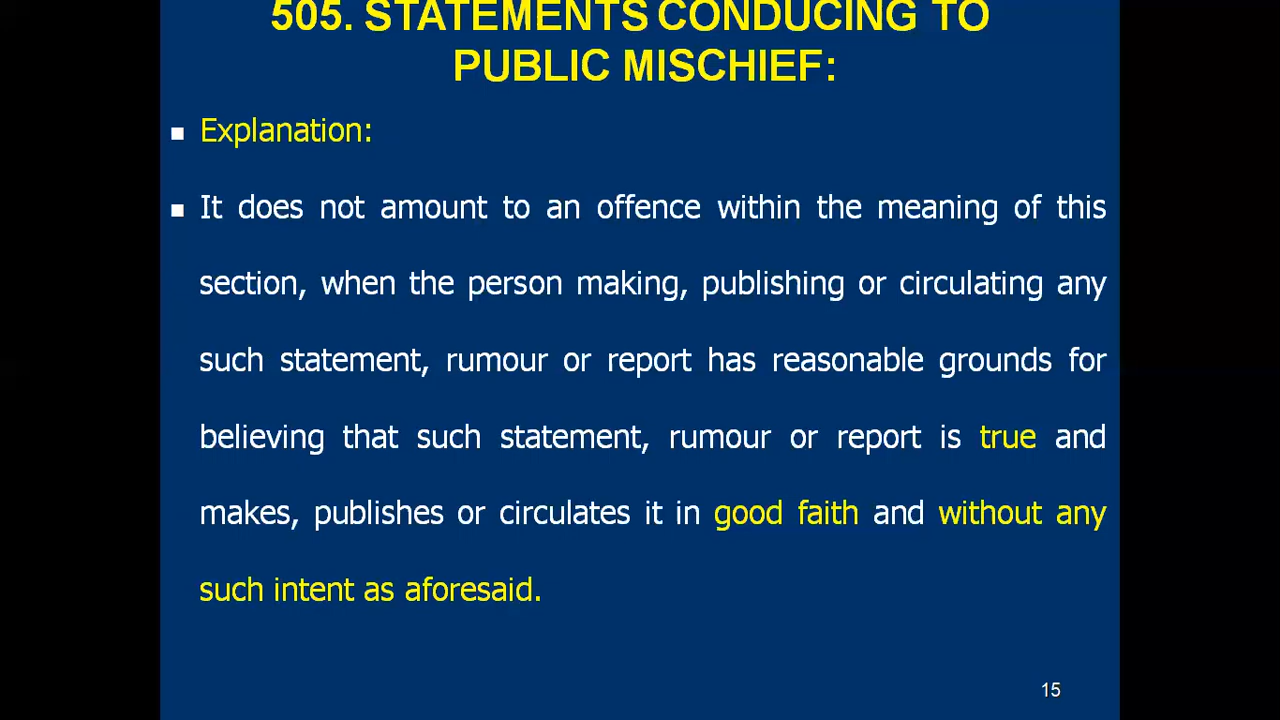 505. STATEMENTS CONDUCING TO
PUBLIC MISCHIEF:
Explanation:
It does not amount to an offence within the meaning of this
section, when the person making, publishing or circulating any
such statement, rumour or report has reasonable grounds for
believing that such statement, rumour or report is true and
makes, publishes or circulates it in good faith and without any
such intent as aforesaid.
15